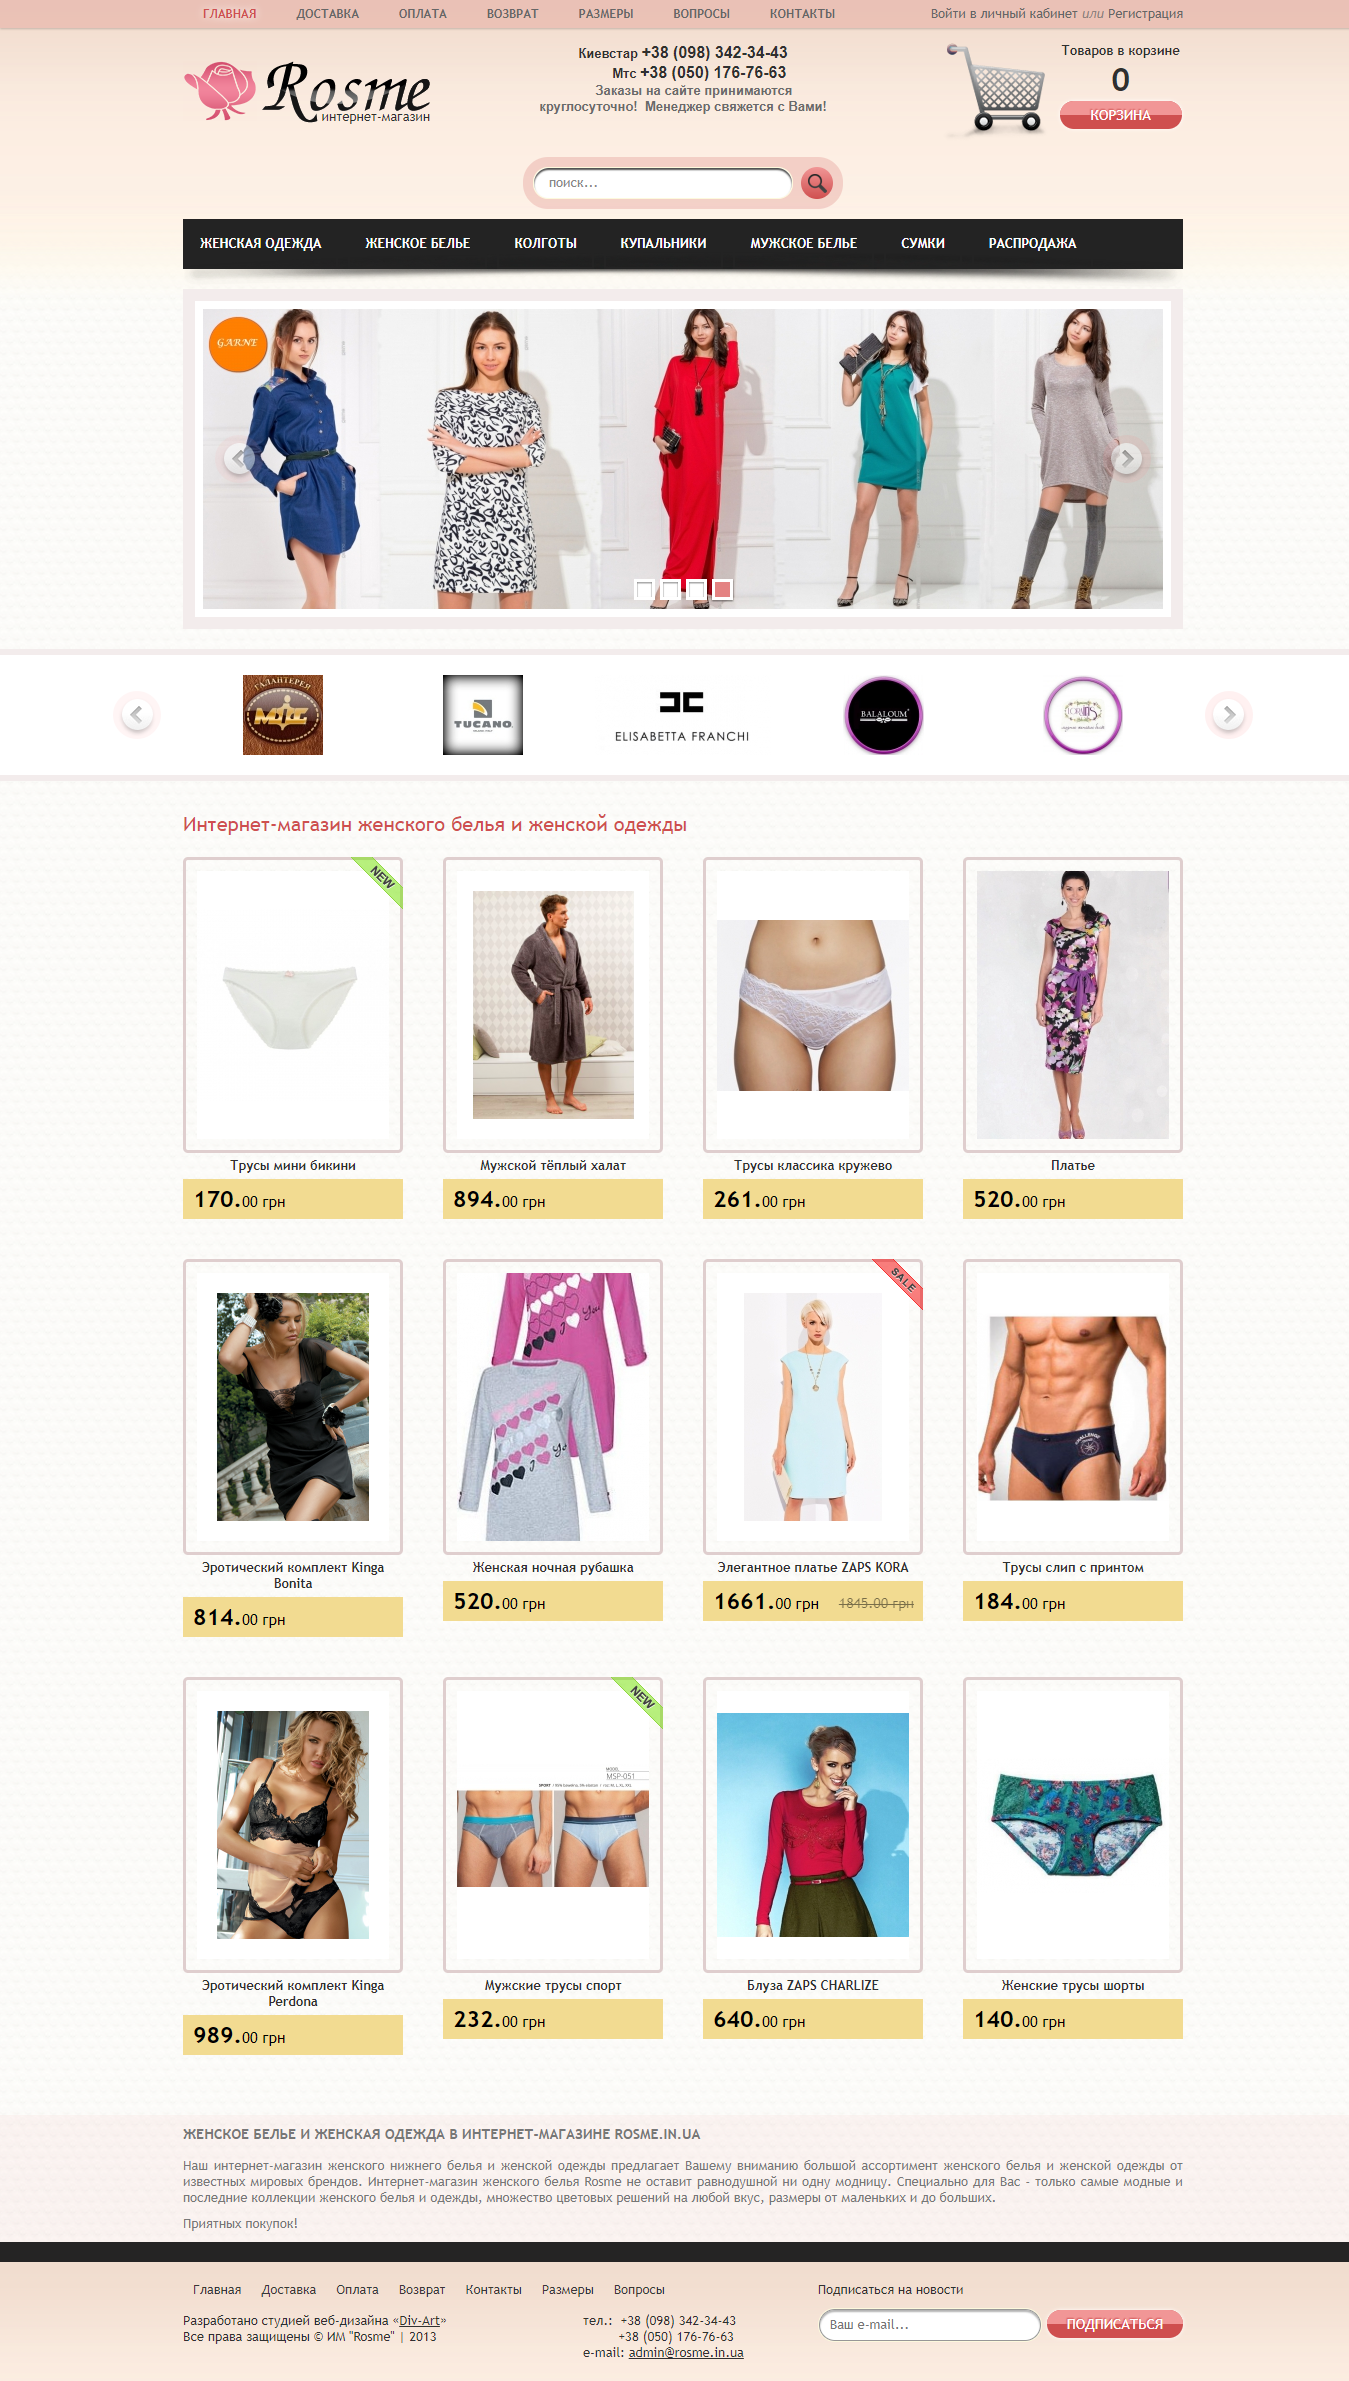 ГЛАВНАЯ ДОСТАВКА ОПЛАТА ВОЗВРАТ РАЗМЕРЫ ВОПРОСЫ КОНТАКТЫ Войти в личный кабинет или Регистрация
Киевстар +38 (098) 342-34-43
Мтс +38 (050) 176-76-63
Заказы на сайте принимаются
круглосуточно! Менеджер свяжется с Вами!
Rosme
интернет-магазин
Товаров в корзине
0
КОРЗИНА
поиск...
ЖЕНСКАЯ ОДЕЖДА ЖЕНСКОЕ БЕЛЬЕ КОЛГОТЫ КУПАЛЬНИКИ МУЖСКОЕ БЕЛЬЕ СУМКИ РАСПРОДАЖА
GARNE
ГАЛАНТЕРЕЯ
TUCANO
ELISABETTA FRANCHI
BALALOUM
Интернет-магазин женского белья и женской одежды
NEW
Трусы мини бикини Мужской тёплый халат Трусы классика кружево Платье
170.00 грн 894.00 грн 261.00 грн 520.00 грн
I You
I Yo
SALE
CHALLENGE
Эротический комплект Kinga Bonita
Женская ночная рубашка Элегантное платье ZAPS KORA Трусы слип с принтом
814.00 грн 520.00 грн 1661.00 грн 1845.00 грн 184.00 грн
NEW
MODEL
MSP-051
SPORT
Эротический комплект Kinga Perdona
Мужские трусы спорт Блуза ZAPS CHARLIZE Женские трусы шорты
989.00 грн 232.00 грн 640.00 грн 140.00 грн
ЖЕНСКОЕ БЕЛЬЕ И ЖЕНСКАЯ ОДЕЖДА В ИНТЕРНЕТ-МАГАЗИНЕ ROSME.IN.UA
Наш интернет-магазин женского нижнего белья и женской одежды предлагает Вашему вниманию большой ассортимент женского белья и женской одежды от
известных мировых брендов. Интернет-магазин женского белья Rosme не оставит равнодушной ни одну модницу. Специально для Вас - только самые модные и
последние коллекции женского белья и одежды, множество цветовых решений на любой вкус, размеры от маленьких и до больших.
Приятных покупок!
Главная Доставка Оплата Возврат Контакты Размеры Вопросы
Разработано студией веб-дизайна «Div-Art»
Все права защищены © ИМ "Rosme" | 2013
тел.: +38 (098) 342-34-43
+38 (050) 176-76-63
e-mail: admin@rosme.in.ua
Подписаться на новости
Ваш e-mail...
ПОДПИСАТЬСЯ